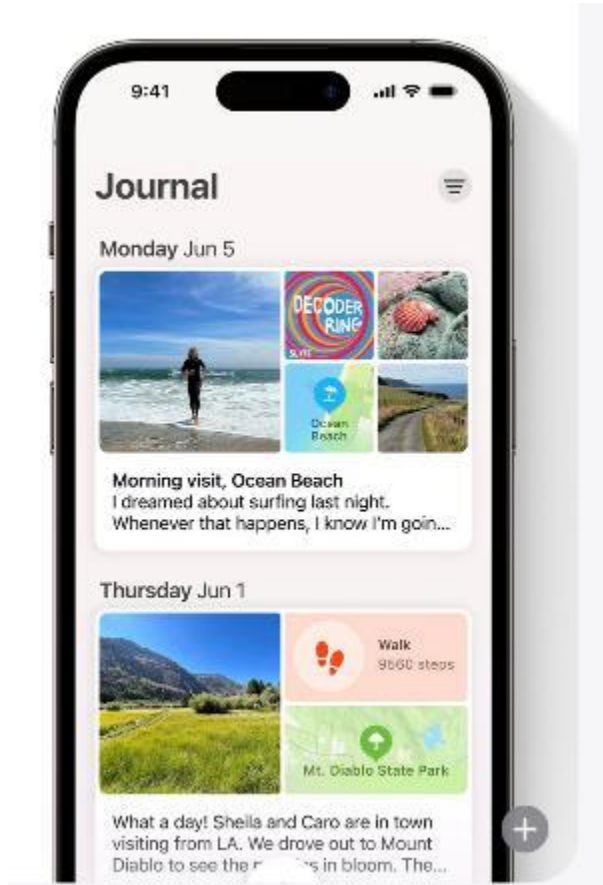 9:41
Journal
Monday Jun 5
DECODER
RING
SLATE
Ocean
Beach
Morning visit, Ocean Beach
I dreamed about surfing last night.
Whenever that happens, I know I'm goin...
Thursday Jun 1
Walk
9560 steps
Mt. Diablo State Park
What a day! Sheila and Caro are in town
visiting from LA. We drove out to Mount
Diablo to see the in bloom. The...